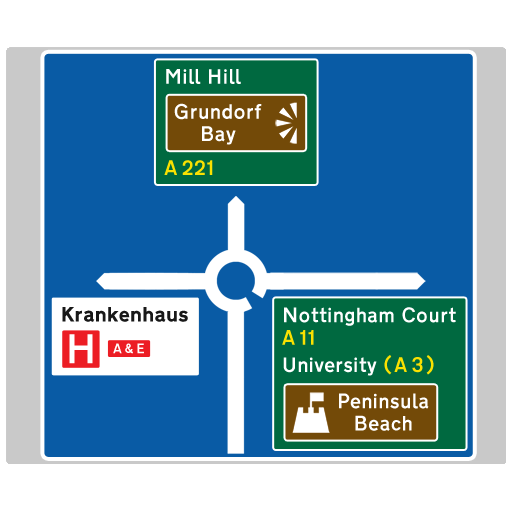 Mill Hill
Grundorf
Bay
A 221
Krankenhaus
H A & E
Nottingham Court
A 11
University (A 3)
Peninsula
Beach